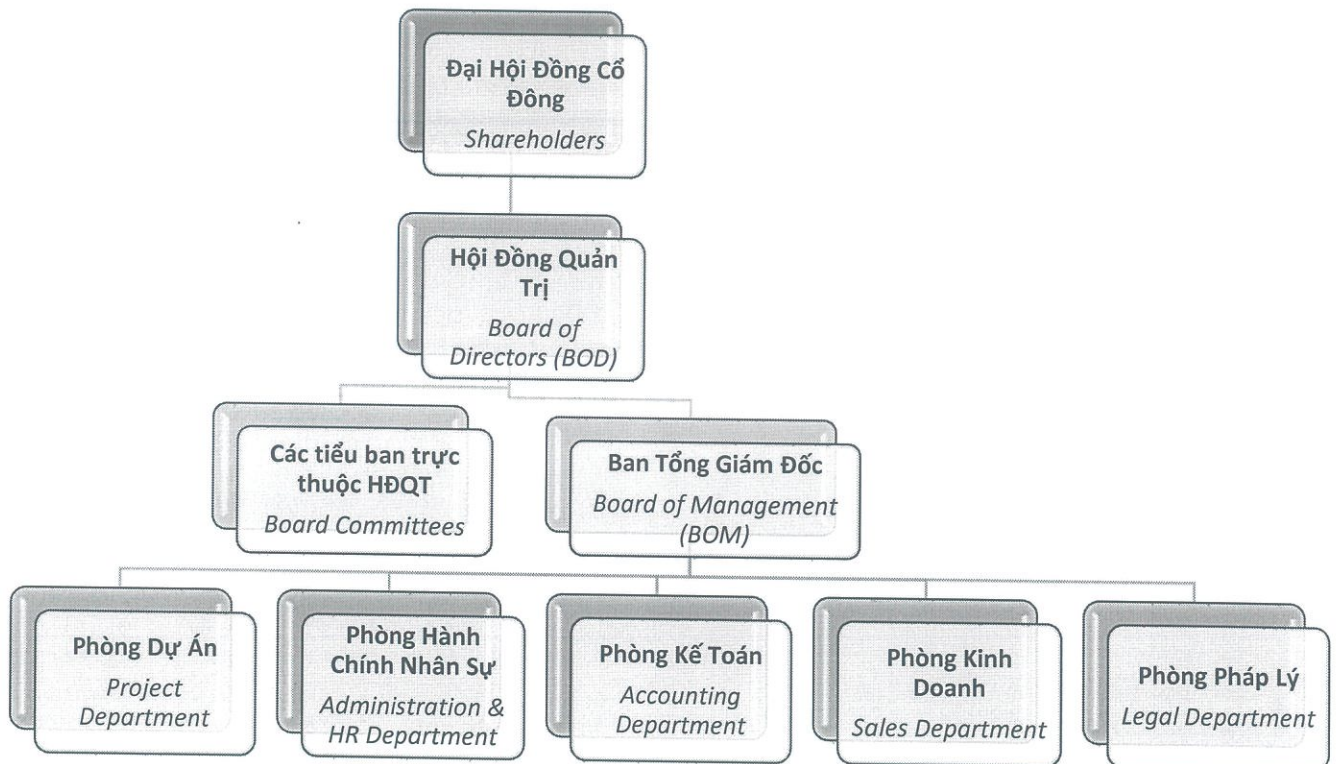 Đại Hội Đồng Cổ
Đông
Shareholders
Hội Đồng Quản
Trị
Board of
Directors (BOD)
Các tiểu ban trực
thuộc HĐQT
Board Committees
Ban Tổng Giám Đốc
Board of Management
(BOM)
Phòng Dự Án
Project
Department
Phòng Hành
Chính Nhân Sự
Administration &
HR Department
Phòng Kế Toán
Accounting
Department
Phòng Kinh
Doanh
Sales Department
Phòng Pháp Lý
Legal Department